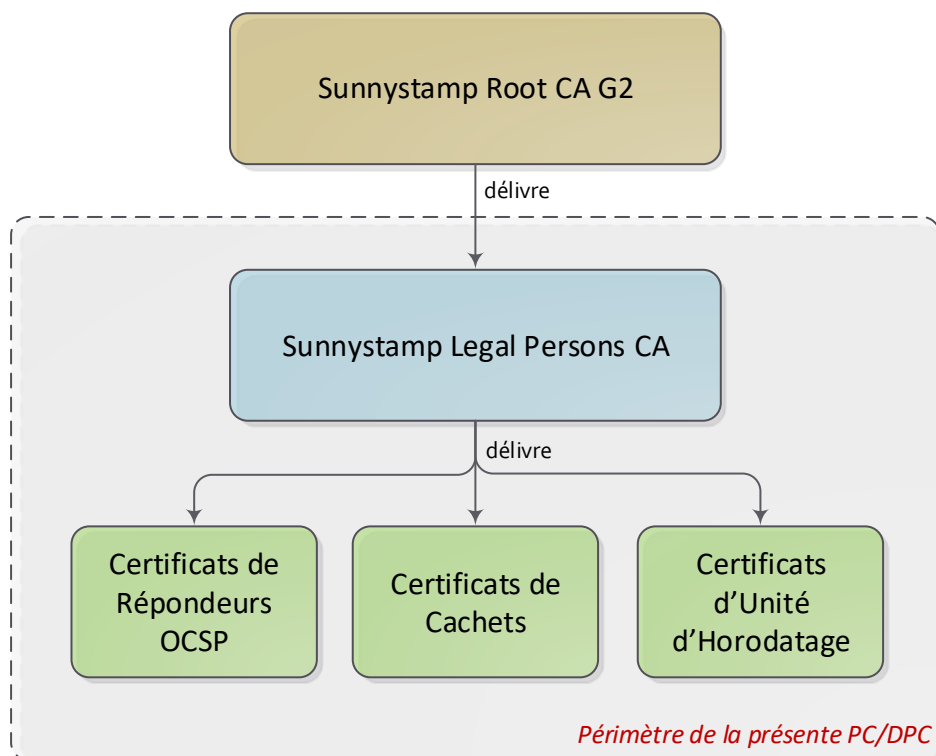 Sunnystamp Root CA G2
délivre
Sunnystamp Legal Persons CA
délivre
Certificats de
Répondeurs
OCSP
Certificats de
Cachets
Certificats
d’Unité
d’Horodatage
Périmètre de la présente PC/DPC